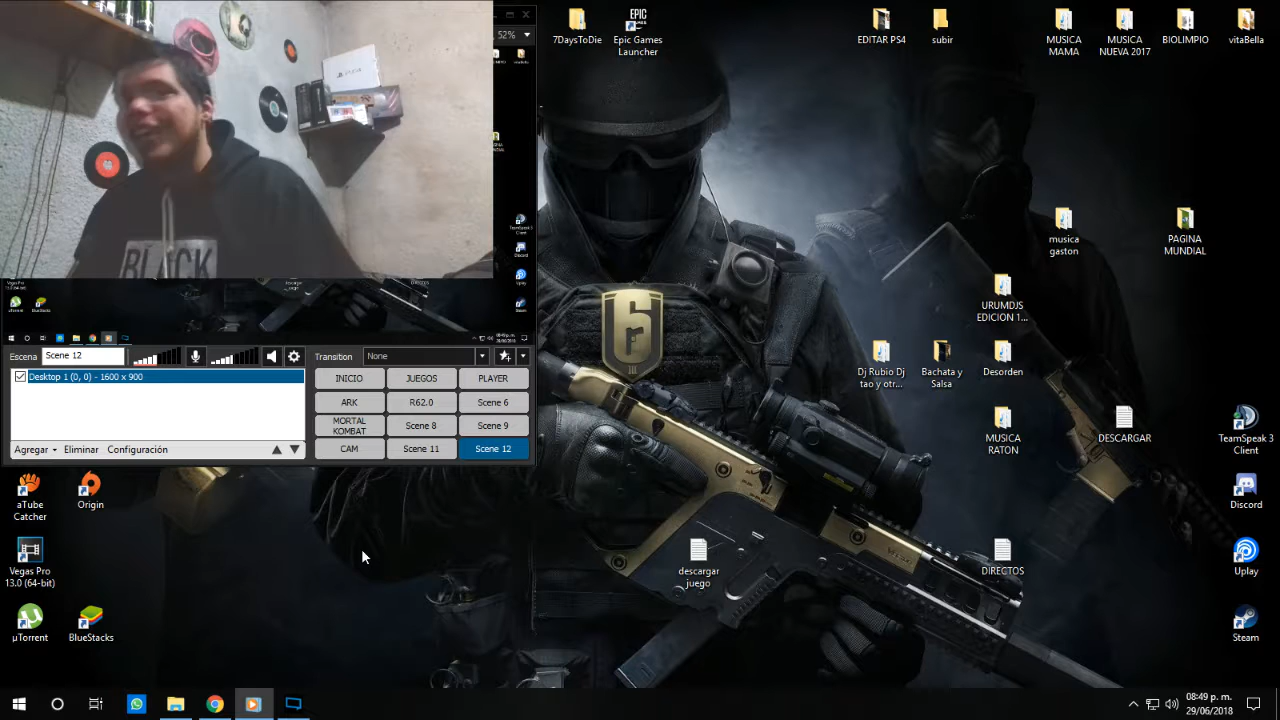 52%
7DaysToDie
EPIC
GAMES
Epic Games
Launcher
EDITAR PS4
subir
MUSICA
MAMA
MUSICA
NUEVA 2017
BIOLIMPIO
vitaBella
BLACK
musica
gaston
PAGINA
MUNDIAL
URUMDJS
EDICION 1...
6
Dj Rubio Dj
tao y otr...
Bachata y
Salsa
Desorden
MUSICA
RATON
DESCARGAR
TeamSpeak 3
Client
Escena
Scene 12
Transition
None
Desktop 1 (0, 0) - 1600 x 900
INICIO
JUEGOS
PLAYER
ARK
R62.0
Scene 6
MORTAL
KOMBAT
Scene 8
Scene 9
CAM
Scene 11
Scene 12
Agregar
Eliminar
Configuración
aTube
Catcher
Origin
Discord
Vegas Pro
13.0 (64-bit)
descargar
juego
DIRECTOS
Uplay
µTorrent
BlueStacks
Steam
08:49 p. m.
29/06/2018